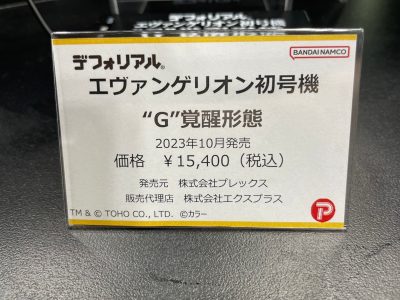 デフォリアル®
BANDAI NAMCO
エヴァンゲリオン初号機
“G”覚醒形態
2023年10月発売
価格 ￥15,400（税込）
発売元 株式会社プレックス
販売代理店 株式会社エクスプラス
TM & © TOHO CO., LTD. ©カラー
P